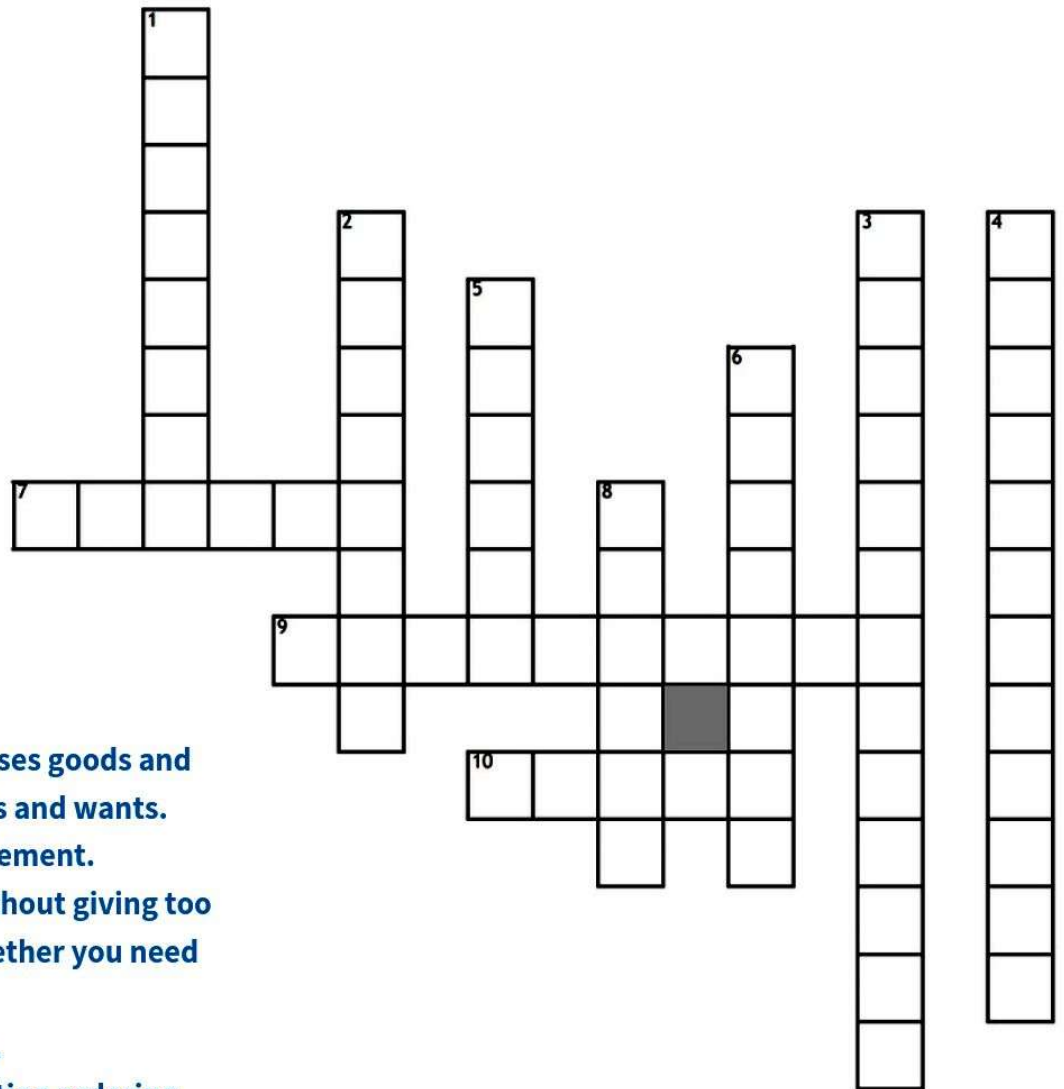 1
2 3 4
5
6
7 8
9
10
ses goods and
s and wants.
ement.
hout giving too
ether you need